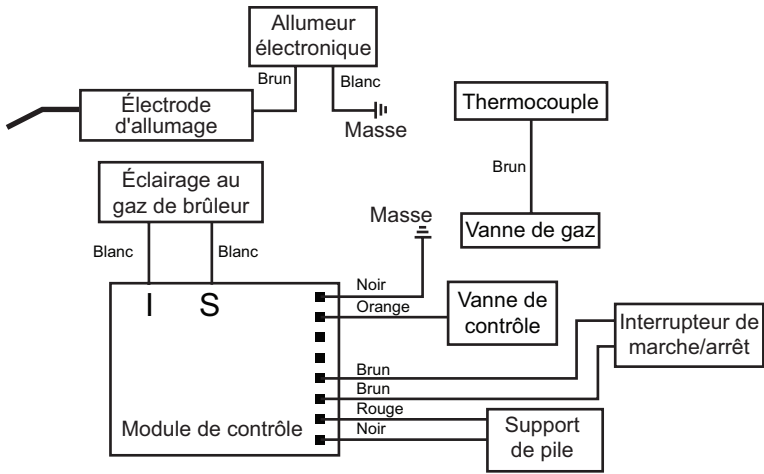 Allumeur
électronique
Brun
Blanc
Électrode
d'allumage
Masse
Thermocouple
Brun
Vanne de gaz
Éclairage au
gaz de brûleur
Blanc
Blanc
Masse
I
S
Noir
Orange
Vanne de
contrôle
Interrupteur de
marche/arrêt
Brun
Brun
Rouge
Noir
Module de contrôle
Support
de pile